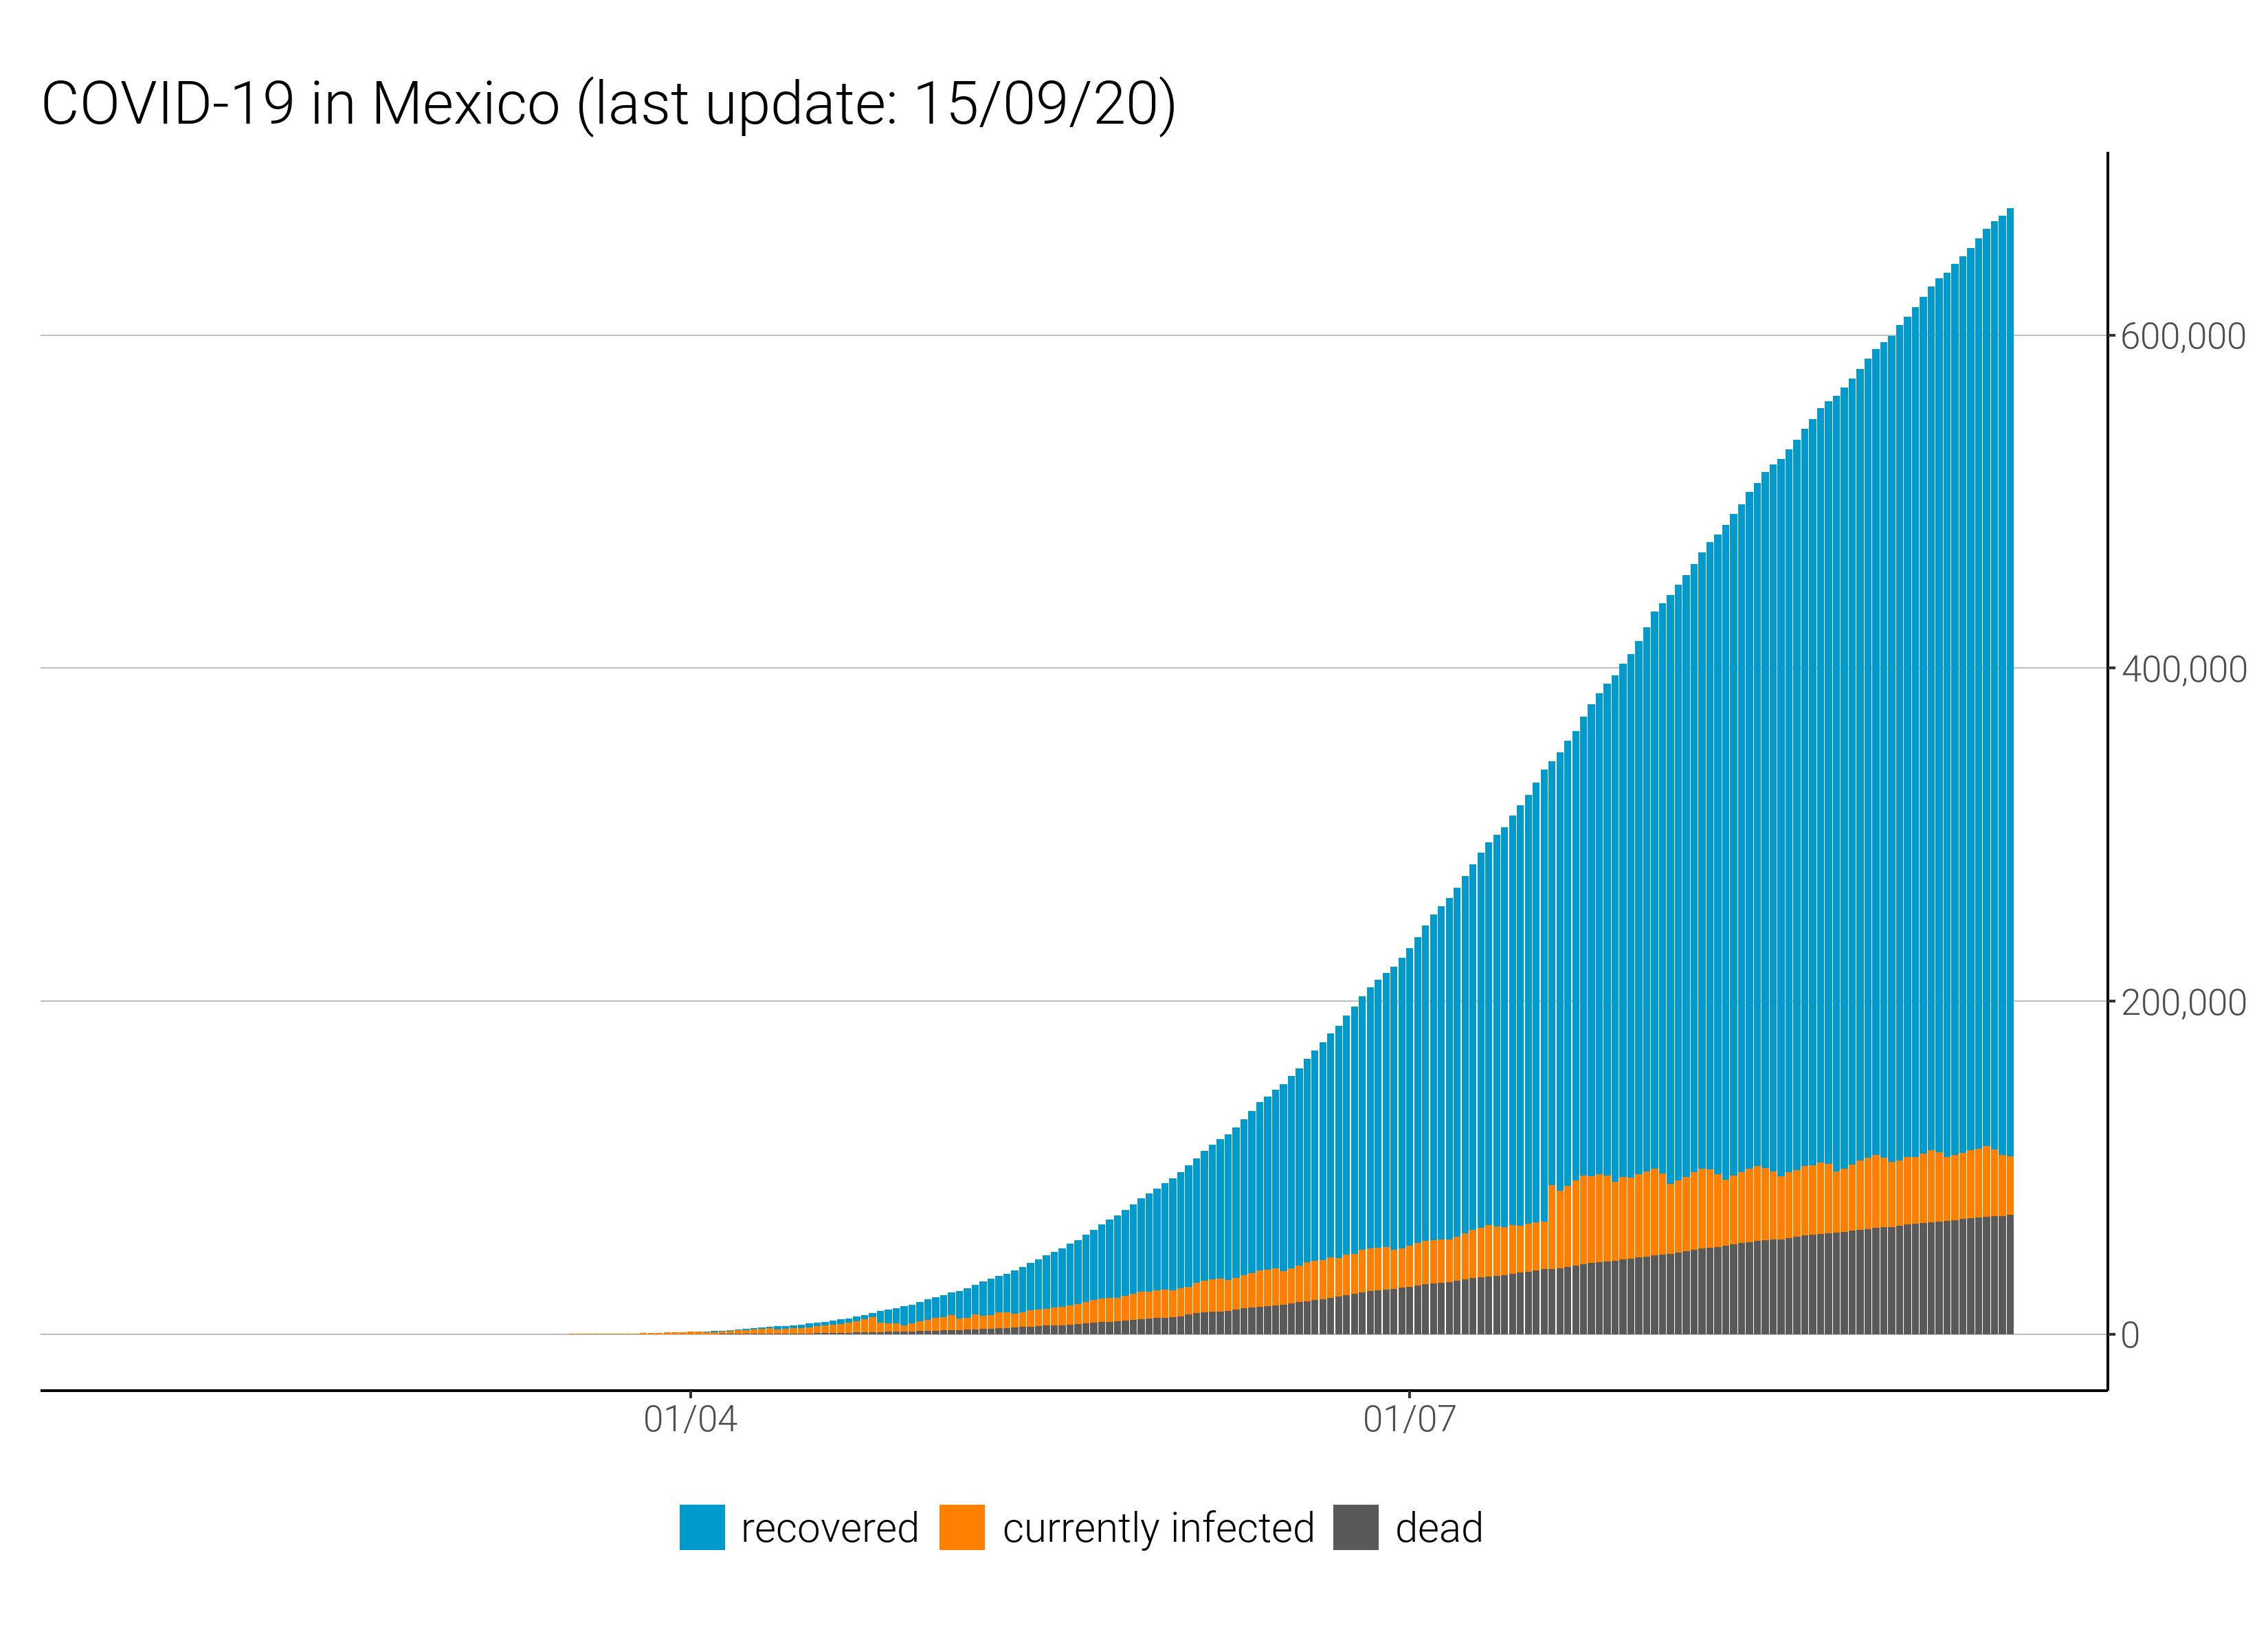 COVID-19 in Mexico (last update: 15/09/20)
600,000
400,000
200,000
0
01/04 01/07
recovered currently infected dead